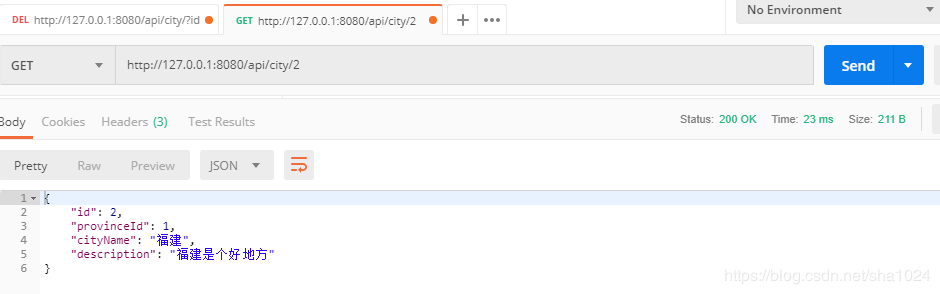 DEL http://127.0.0.1:8080/api/city/?id
GET http://127.0.0.1:8080/api/city/2
No Environment
GET http://127.0.0.1:8080/api/city/2 Send
Body Cookies Headers (3) Test Results Status: 200 OK Time: 23 ms Size: 211 B
Pretty Raw Preview JSON
1 {
2 "id": 2,
3 "provinceId": 1,
4 "cityName": "福建",
5 "description": "福建是个好地方"
6 }
https://blog.csdn.net/sha1024